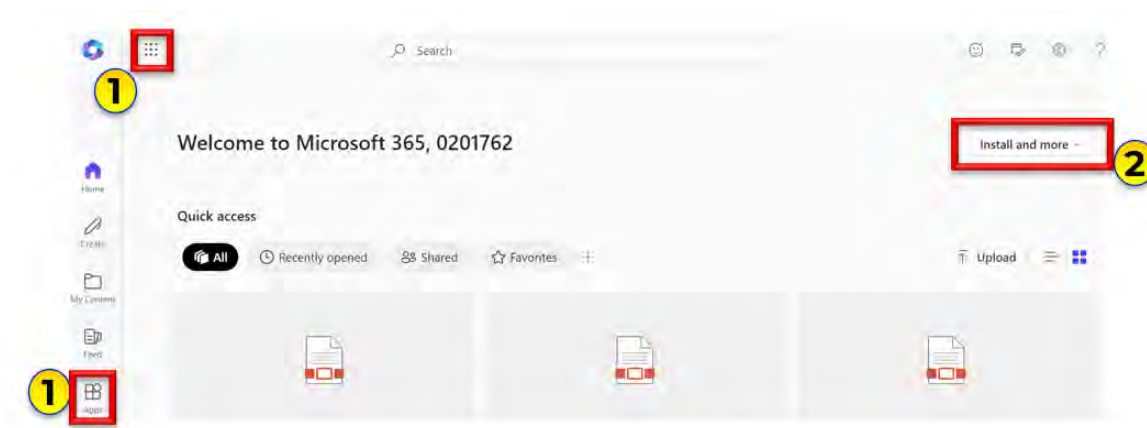 Search
1
Welcome to Microsoft 365, 0201762
Install and more
2
Home
Quick access
Create
All
Recently opened
Shared
Favorites
Upload
My Content
Feed
1
Apps